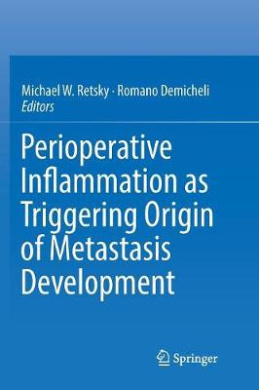 Michael W. Retsky · Romano Demicheli
Editors
Perioperative
Inflammation as
Triggering Origin
of Metastasis
Development
Springer